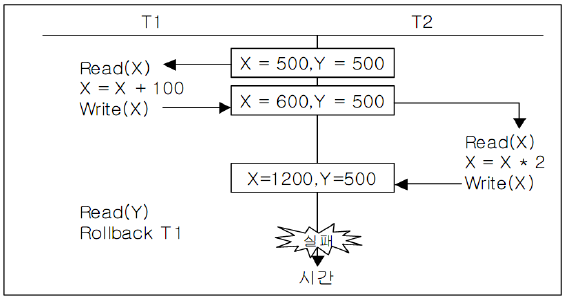 T1
T2
X = 500,Y = 500
Read(X)
X = X + 100
Write(X)
X = 600,Y = 500
Read(X)
X = X * 2
Write(X)
X=1200,Y=500
Read(Y)
Rollback T1
실패
시간